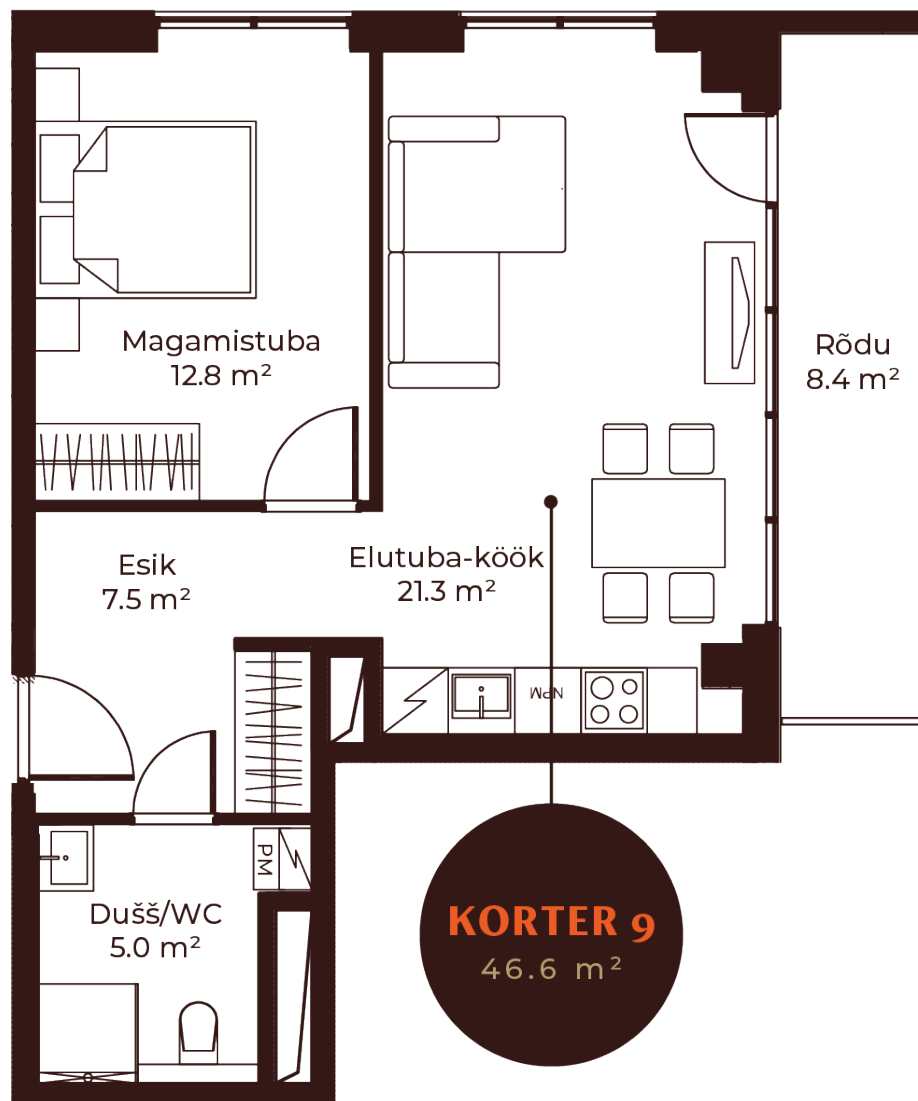 Magamistuba
12.8 m²
Rõdu
8.4 m²
Esik
7.5 m²
Elutuba-köök
21.3 m²
NPM
PM
Dušš/WC
5.0 m²
KORTER 9
46.6 m²